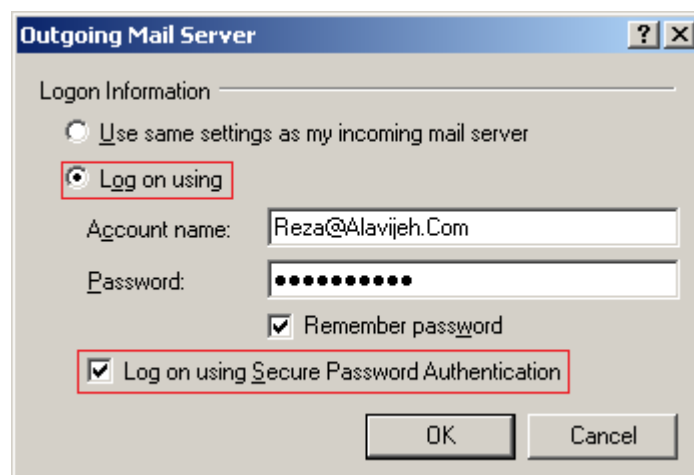 Outgoing Mail Server
Logon Information
Use same settings as my incoming mail server
Log on using
Account name: Reza@Alavijeh.Com
Password: ●●●●●●●●●●
Remember password
Log on using Secure Password Authentication
OK Cancel